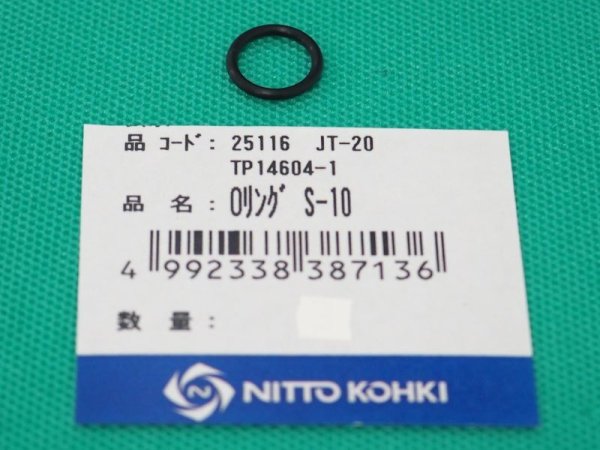 品 ｺｰﾄﾞ: 25116 JT-20
TP14604-1
品 名: Oﾘﾝｸﾞ S-10
4 992338 387136
数 量:
NITTO KOHKI